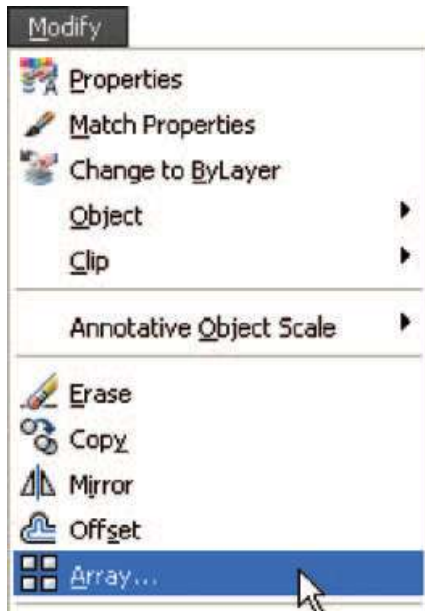 Modify
Properties
Match Properties
Change to ByLayer
Object
Clip
Annotative Object Scale
Erase
Copy
Mirror
Offset
Array...